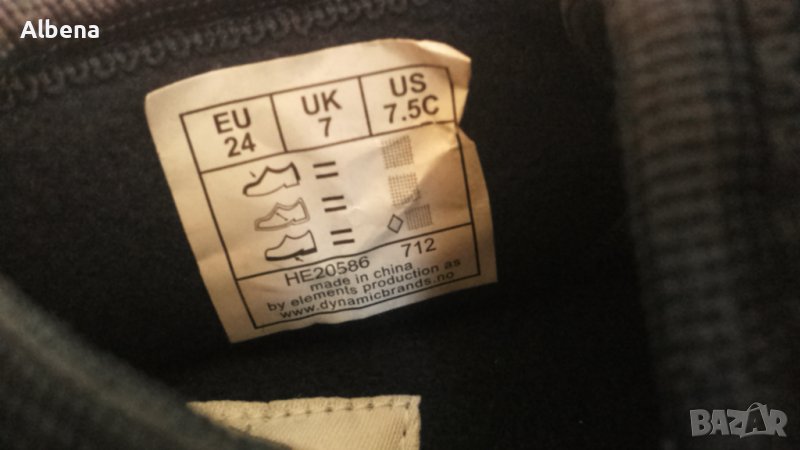 Albena
EU UK US
24 7 7.5C
HE20586 712
made in china
by elements production as
www.dynamicbrands.no
BAZAR